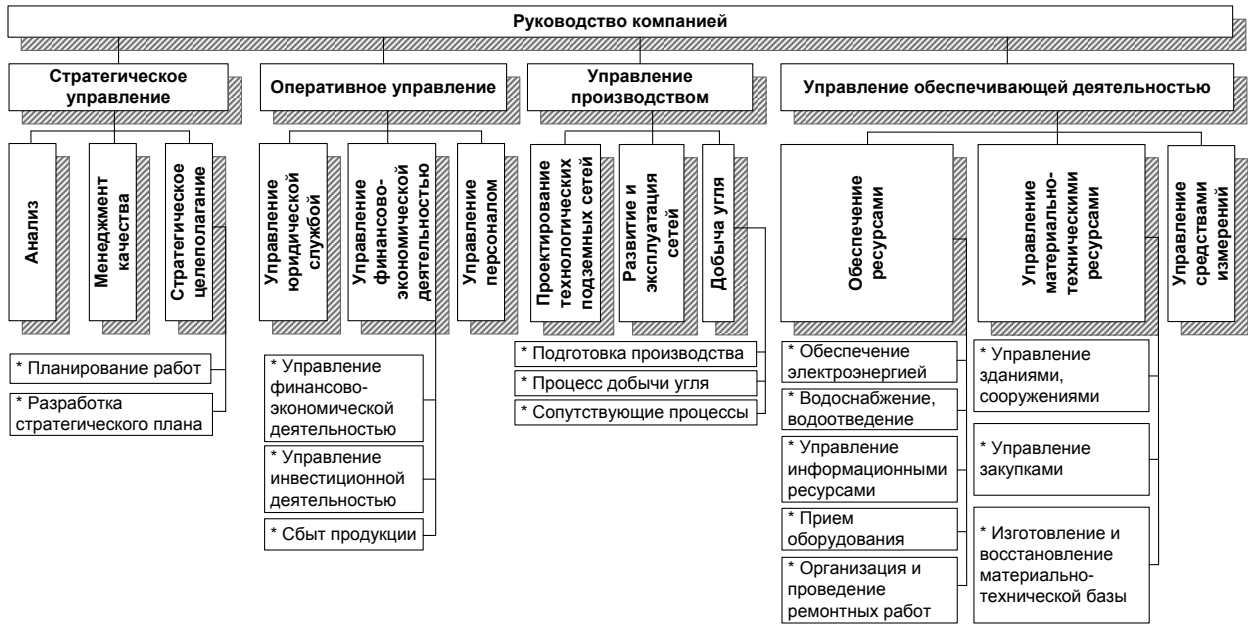 Руководство компанией
Стратегическое
управление
Оперативное управление
Управление
производством
Управление обеспечивающей деятельностью
Анализ
Менеджмент
качества
Стратегическое
целеполагание
Управление
юридической
службой
Управление
финансово-
экономической
деятельностью
Управление
персоналом
Проектирование
технологических
подземных сетей
Развитие и
эксплуатация
сетей
Добыча угля
Обеспечение
ресурсами
Управление
материально-
техническими
ресурсами
Управление
средствами
измерений
* Планирование работ
* Разработка
стратегического плана
* Управление
финансово-
экономической
деятельностью
* Управление
инвестиционной
деятельностью
* Сбыт продукции
* Подготовка производства
* Процесс добычи угля
* Сопутствующие процессы
* Обеспечение
электроэнергией
* Водоснабжение,
водоотведение
* Управление
информационными
ресурсами
* Прием
оборудования
* Организация и
проведение
ремонтных работ
* Управление
зданиями,
сооружениями
* Управление
закупками
* Изготовление и
восстановление
материально-
технической базы